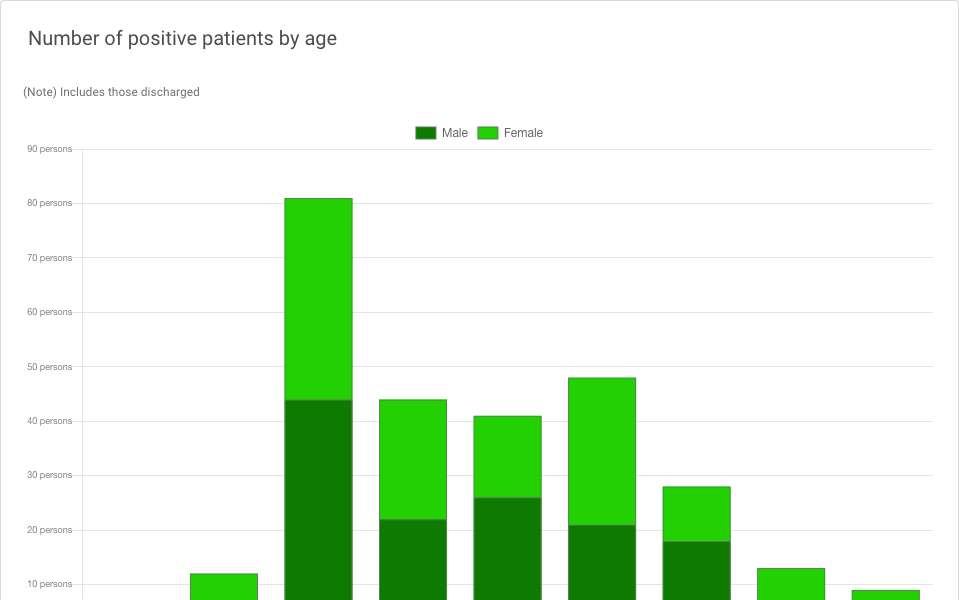 Number of positive patients by age
(Note) Includes those discharged
Male Female
90 persons
80 persons
70 persons
60 persons
50 persons
40 persons
30 persons
20 persons
10 persons